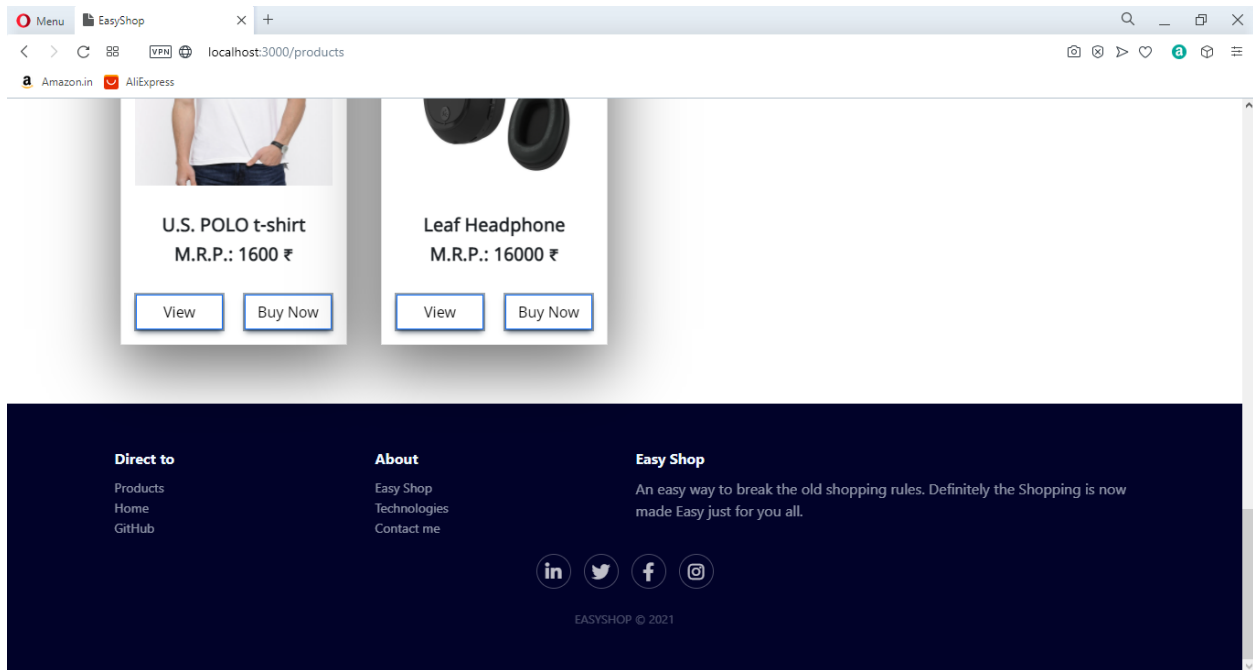 Menu
EasyShop
VPN
localhost:3000/products
a Amazon.in
AliExpress
a
U.S. POLO t-shirt
M.R.P.: 1600 ₹
View
Buy Now
Leaf Headphone
M.R.P.: 16000 ₹
View
Buy Now
Direct to
Products
Home
GitHub
About
Easy Shop
Technologies
Contact me
Easy Shop
An easy way to break the old shopping rules. Definitely the Shopping is now
made Easy just for you all.
in
f
EASYSHOP © 2021